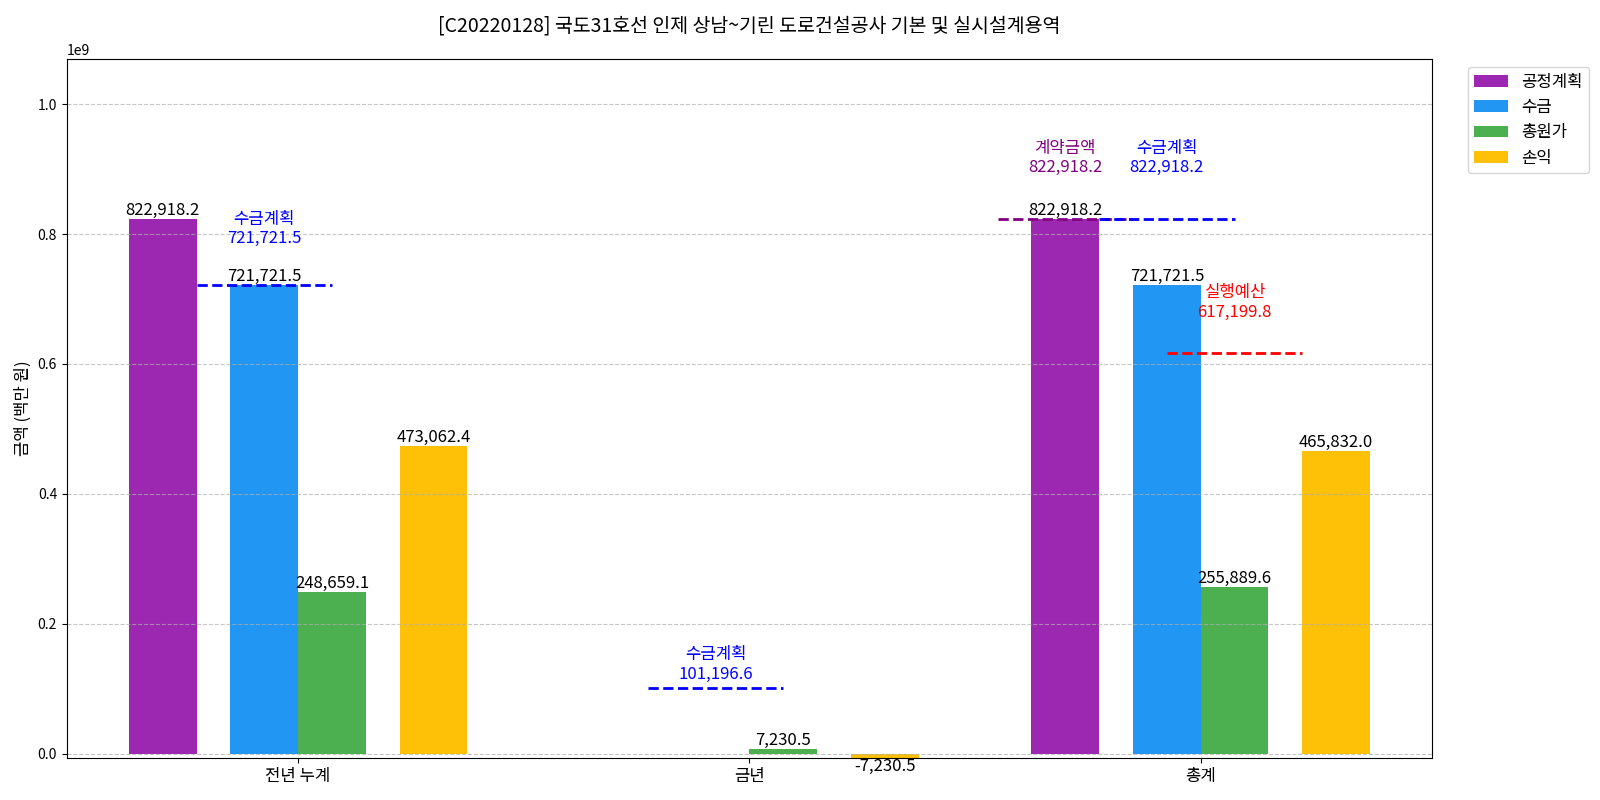 [C20220128] 국도31호선 인제 상남~기린 도로건설공사 기본 및 실시설계용역
1e9
금액 (백만 원)
1.0
0.8
0.6
0.4
0.2
0.0
822,918.2
수금계획
721,721.5
721,721.5
248,659.1
473,062.4
수금계획
101,196.6
7,230.5
-7,230.5
계약금액
822,918.2
수금계획
822,918.2
822,918.2
721,721.5
실행예산
617,199.8
255,889.6
465,832.0
전년 누계
금년
총계
공정계획
수금
총원가
손익